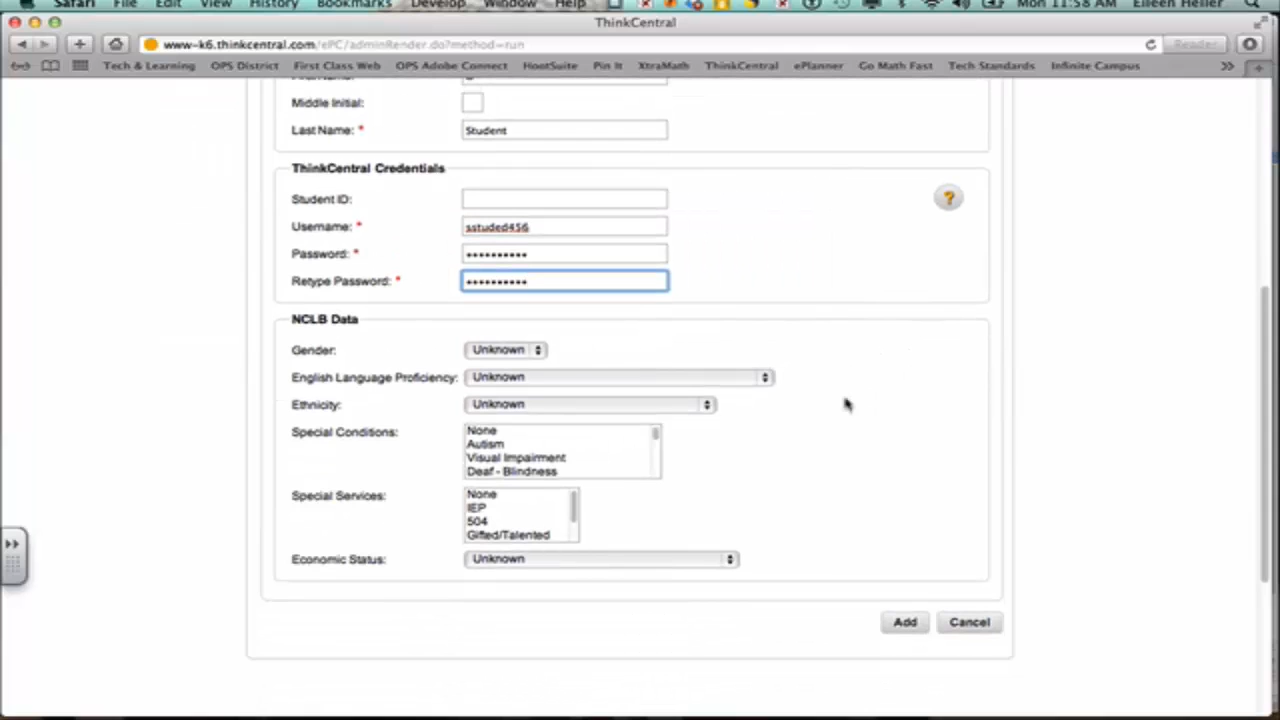 Safari File Edit View History Bookmarks Develop Window Help Mon 11:58 AM Eileen Heller
ThinkCentral
www-k6.thinkcentral.com/ePC/adminRender.do?method=run
Reader
Tech & Learning OPS District First Class Web OPS Adobe Connect HootSuite Pin It XtraMath ThinkCentral ePlanner Go Math Fast Tech Standards Infinite Campus >>
Middle Initial:
Last Name: * Student
ThinkCentral Credentials
Student ID:
?
Username: * sstuded456
Password: * ••••••••••
Retype Password: * ••••••••••
NCLB Data
Gender: Unknown
English Language Proficiency: Unknown
Ethnicity: Unknown
Special Conditions: None
Autism
Visual Impairment
Deaf - Blindness
Special Services: None
IEP
504
Gifted/Talented
Economic Status: Unknown
Add Cancel